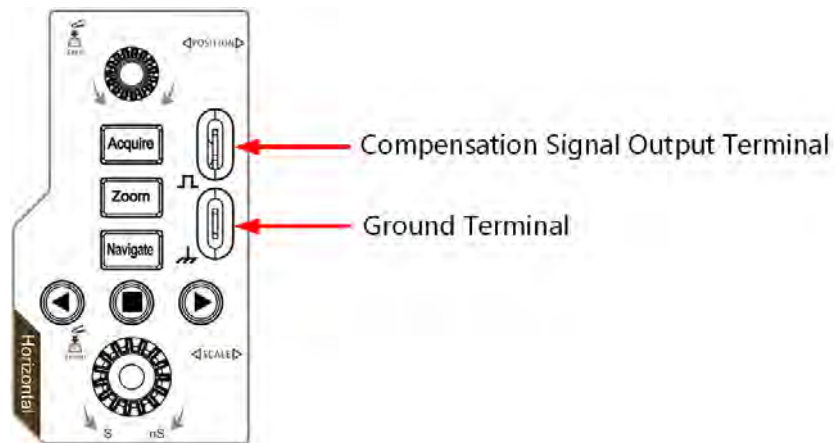 ◁POSITION▷
Acquire
Compensation Signal Output Terminal
Zoom
Ground Terminal
Navigate
Horizontal
◁SCALE▷
S nS